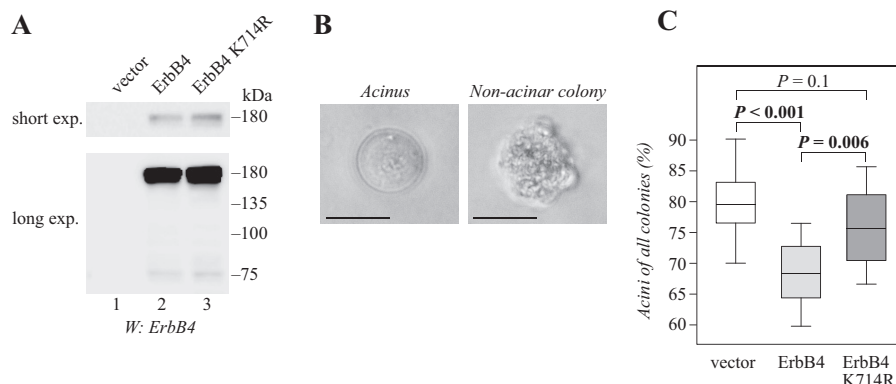 A
vector
ErbB4
ErbB4 K714R
kDa
short exp.
–180
long exp.
–180
–135
–100
–75
1 2 3
W: ErbB4
B
Acinus
Non-acinar colony
C
P = 0.1
P < 0.001
P = 0.006
Acini of all colonies (%)
90
85
80
75
70
68
65
60
vector
ErbB4
ErbB4
K714R